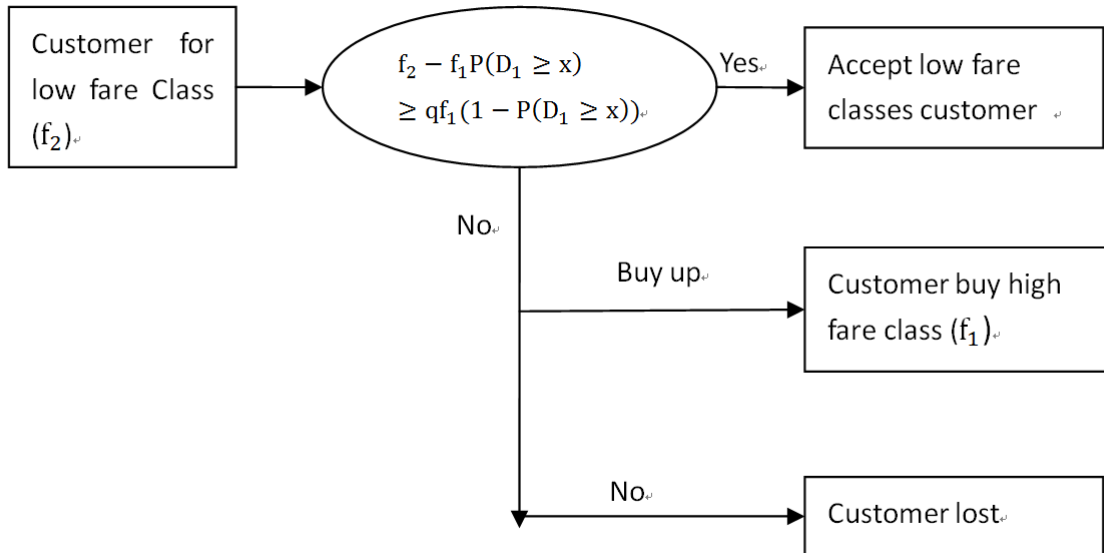 Customer for
low fare Class
(f₂)
f₂ − f₁P(D₁ ≥ x)
≥ qf₁(1 − P(D₁ ≥ x))
Yes
Accept low fare
classes customer
No
Buy up
Customer buy high
fare class (f₁)
No
Customer lost